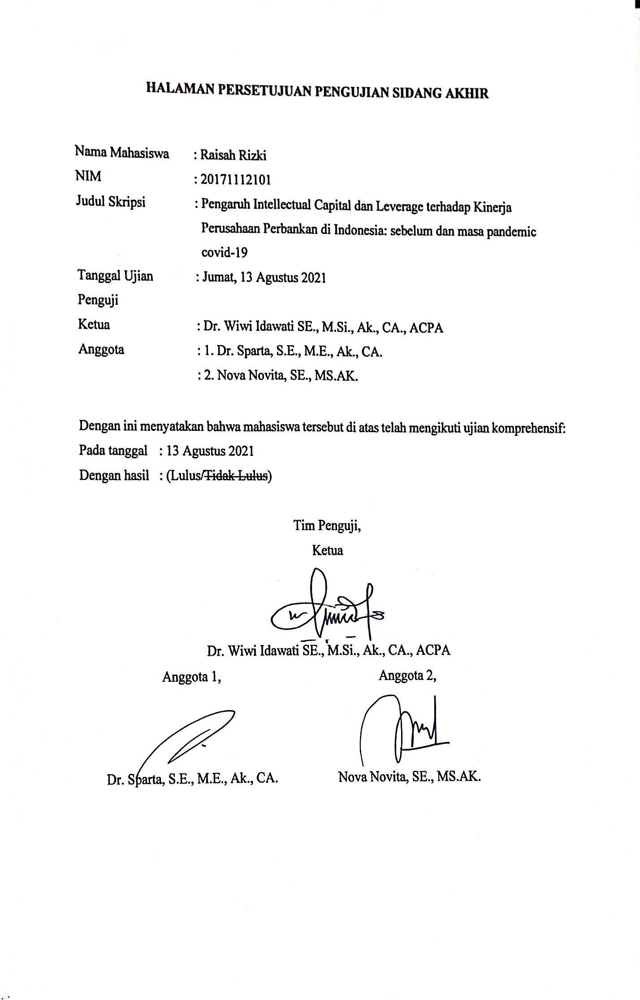 HALAMAN PERSETUJUAN PENGUJIAN SIDANG AKHIR
Nama Mahasiswa : Raisah Rizki
NIM : 20171112101
Judul Skripsi : Pengaruh Intellectual Capital dan Leverage terhadap Kinerja
Perusahaan Perbankan di Indonesia: sebelum dan masa pandemic
covid-19
Tanggal Ujian : Jumat, 13 Agustus 2021
Penguji
Ketua : Dr. Wiwi Idawati SE., M.Si., Ak., CA., ACPA
Anggota : 1. Dr. Sparta, S.E., M.E., Ak., CA.
: 2. Nova Novita, SE., MS.AK.
Dengan ini menyatakan bahwa mahasiswa tersebut di atas telah mengikuti ujian komprehensif:
Pada tanggal : 13 Agustus 2021
Dengan hasil : (Lulus/Tidak Lulus)
Tim Penguji,
Ketua
Dr. Wiwi Idawati SE., M.Si., Ak., CA., ACPA
Anggota 1, Anggota 2,
Dr. Sparta, S.E., M.E., Ak., CA. Nova Novita, SE., MS.AK.